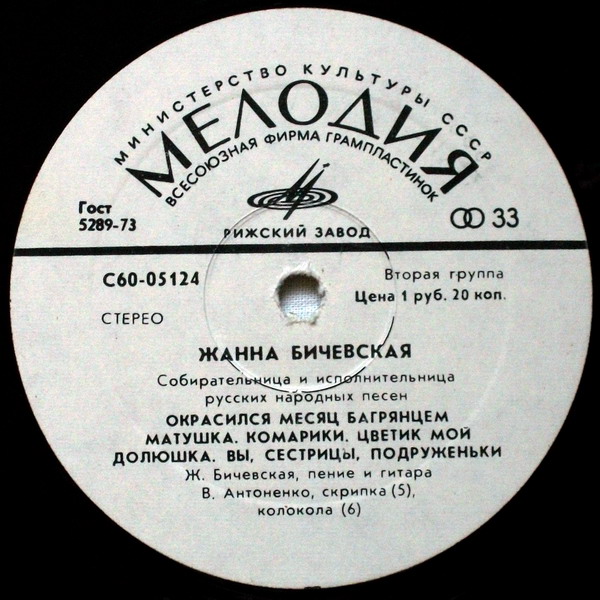 МИНИСТЕРСТВО КУЛЬТУРЫ СССР
МЕЛОДИЯ
ВСЕСОЮЗНАЯ ФИРМА ГРАМПЛАСТИНОК
Гост
5289-73
33
РИЖСКИЙ ЗАВОД
С60-05124
Вторая группа
Цена 1 руб. 20 коп.
СТЕРЕО
ЖАННА БИЧЕВСКАЯ
Собирательница и исполнительница
русских народных песен
ОКРАСИЛСЯ МЕСЯЦ БАГРЯНЦЕМ
МАТУШКА. КОМАРИКИ. ЦВЕТИК МОЙ
ДОЛЮШКА. ВЫ, СЕСТРИЦЫ, ПОДРУЖЕНЬКИ
Ж. Бичевская, пение и гитара
В. Антоненко, скрипка (5),
колокола (6)